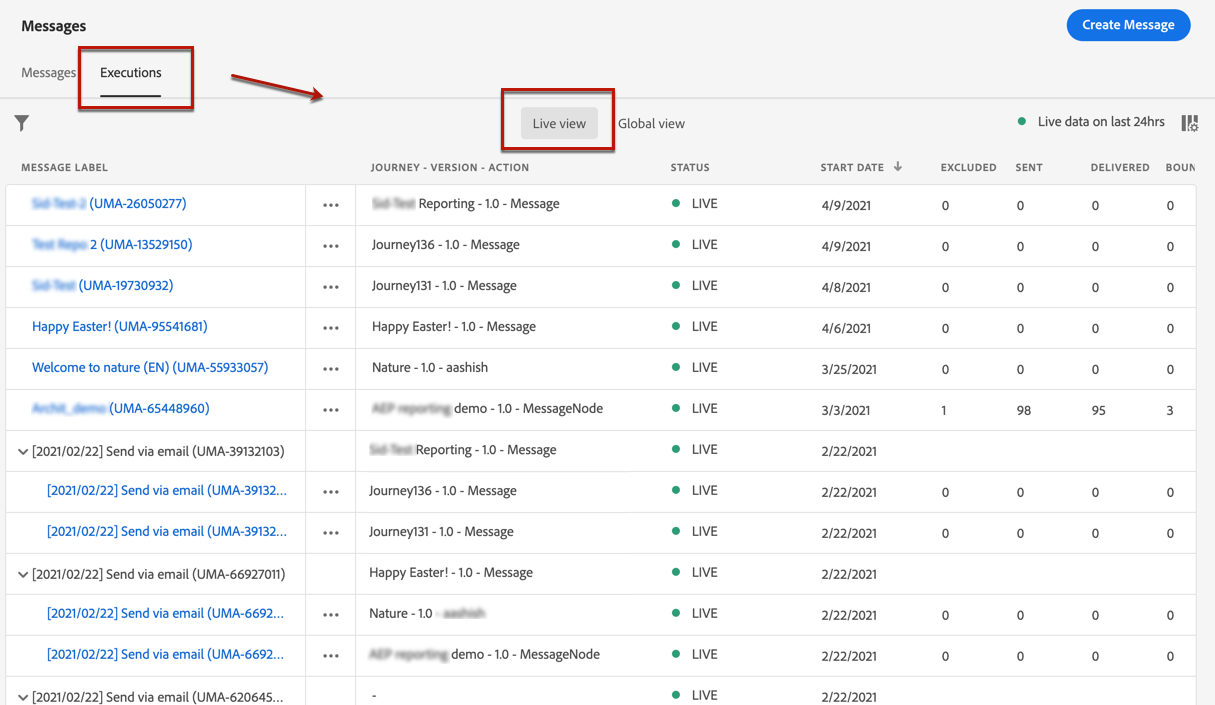 Messages
Create Message
Messages Executions
Live view Global view Live data on last 24hrs
MESSAGE LABEL JOURNEY - VERSION - ACTION STATUS START DATE EXCLUDED SENT DELIVERED BOUN
(UMA-26050277) ••• Reporting - 1.0 - Message LIVE 4/9/2021 0 0 0 0
2 (UMA-13529150) ••• Journey136 - 1.0 - Message LIVE 4/9/2021 0 0 0 0
(UMA-19730932) ••• Journey131 - 1.0 - Message LIVE 4/8/2021 0 0 0 0
Happy Easter! (UMA-95541681) ••• Happy Easter! - 1.0 - Message LIVE 4/6/2021 0 0 0 0
Welcome to nature (EN) (UMA-55933057) ••• Nature - 1.0 - aashish LIVE 3/25/2021 0 0 0 0
(UMA-65448960) ••• demo - 1.0 - MessageNode LIVE 3/3/2021 1 98 95 3
[2021/02/22] Send via email (UMA-39132103) Reporting - 1.0 - Message LIVE 2/22/2021
[2021/02/22] Send via email (UMA-39132... ••• Journey136 - 1.0 - Message LIVE 2/22/2021 0 0 0 0
[2021/02/22] Send via email (UMA-39132... ••• Journey131 - 1.0 - Message LIVE 2/22/2021 0 0 0 0
[2021/02/22] Send via email (UMA-66927011) Happy Easter! - 1.0 - Message LIVE 2/22/2021
[2021/02/22] Send via email (UMA-6692... ••• Nature - 1.0 LIVE 2/22/2021 0 0 0 0
[2021/02/22] Send via email (UMA-6692... ••• demo - 1.0 - MessageNode LIVE 2/22/2021 0 0 0 0
[2021/02/22] Send via email (UMA-620645... - LIVE 2/22/2021